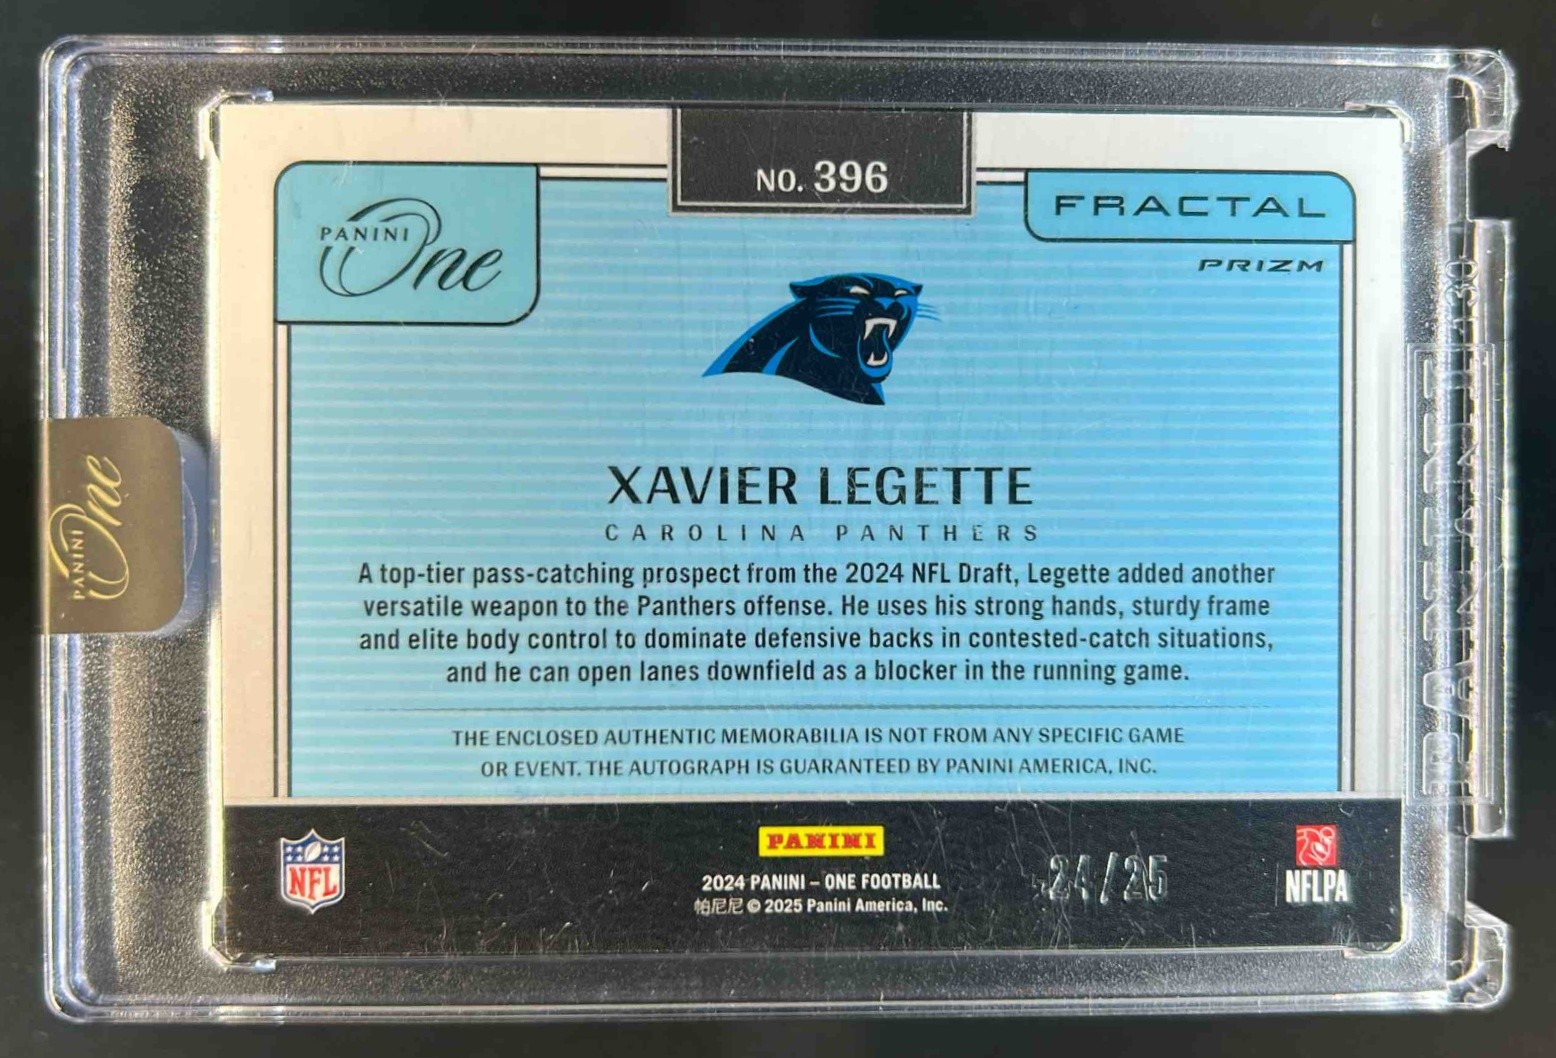 NO. 396
PANINI
One
FRACTAL
PRIZM
XAVIER LEGETTE
CAROLINA PANTHERS
A top-tier pass-catching prospect from the 2024 NFL Draft, Legette added another
versatile weapon to the Panthers offense. He uses his strong hands, sturdy frame
and elite body control to dominate defensive backs in contested-catch situations,
and he can open lanes downfield as a blocker in the running game.
THE ENCLOSED AUTHENTIC MEMORABILIA IS NOT FROM ANY SPECIFIC GAME
OR EVENT. THE AUTOGRAPH IS GUARANTEED BY PANINI AMERICA, INC.
NFL
PANINI
2024 PANINI – ONE FOOTBALL
帕尼尼 © 2025 Panini America, Inc.
24/25
NFLPA
PANINI
One
PANINI
130